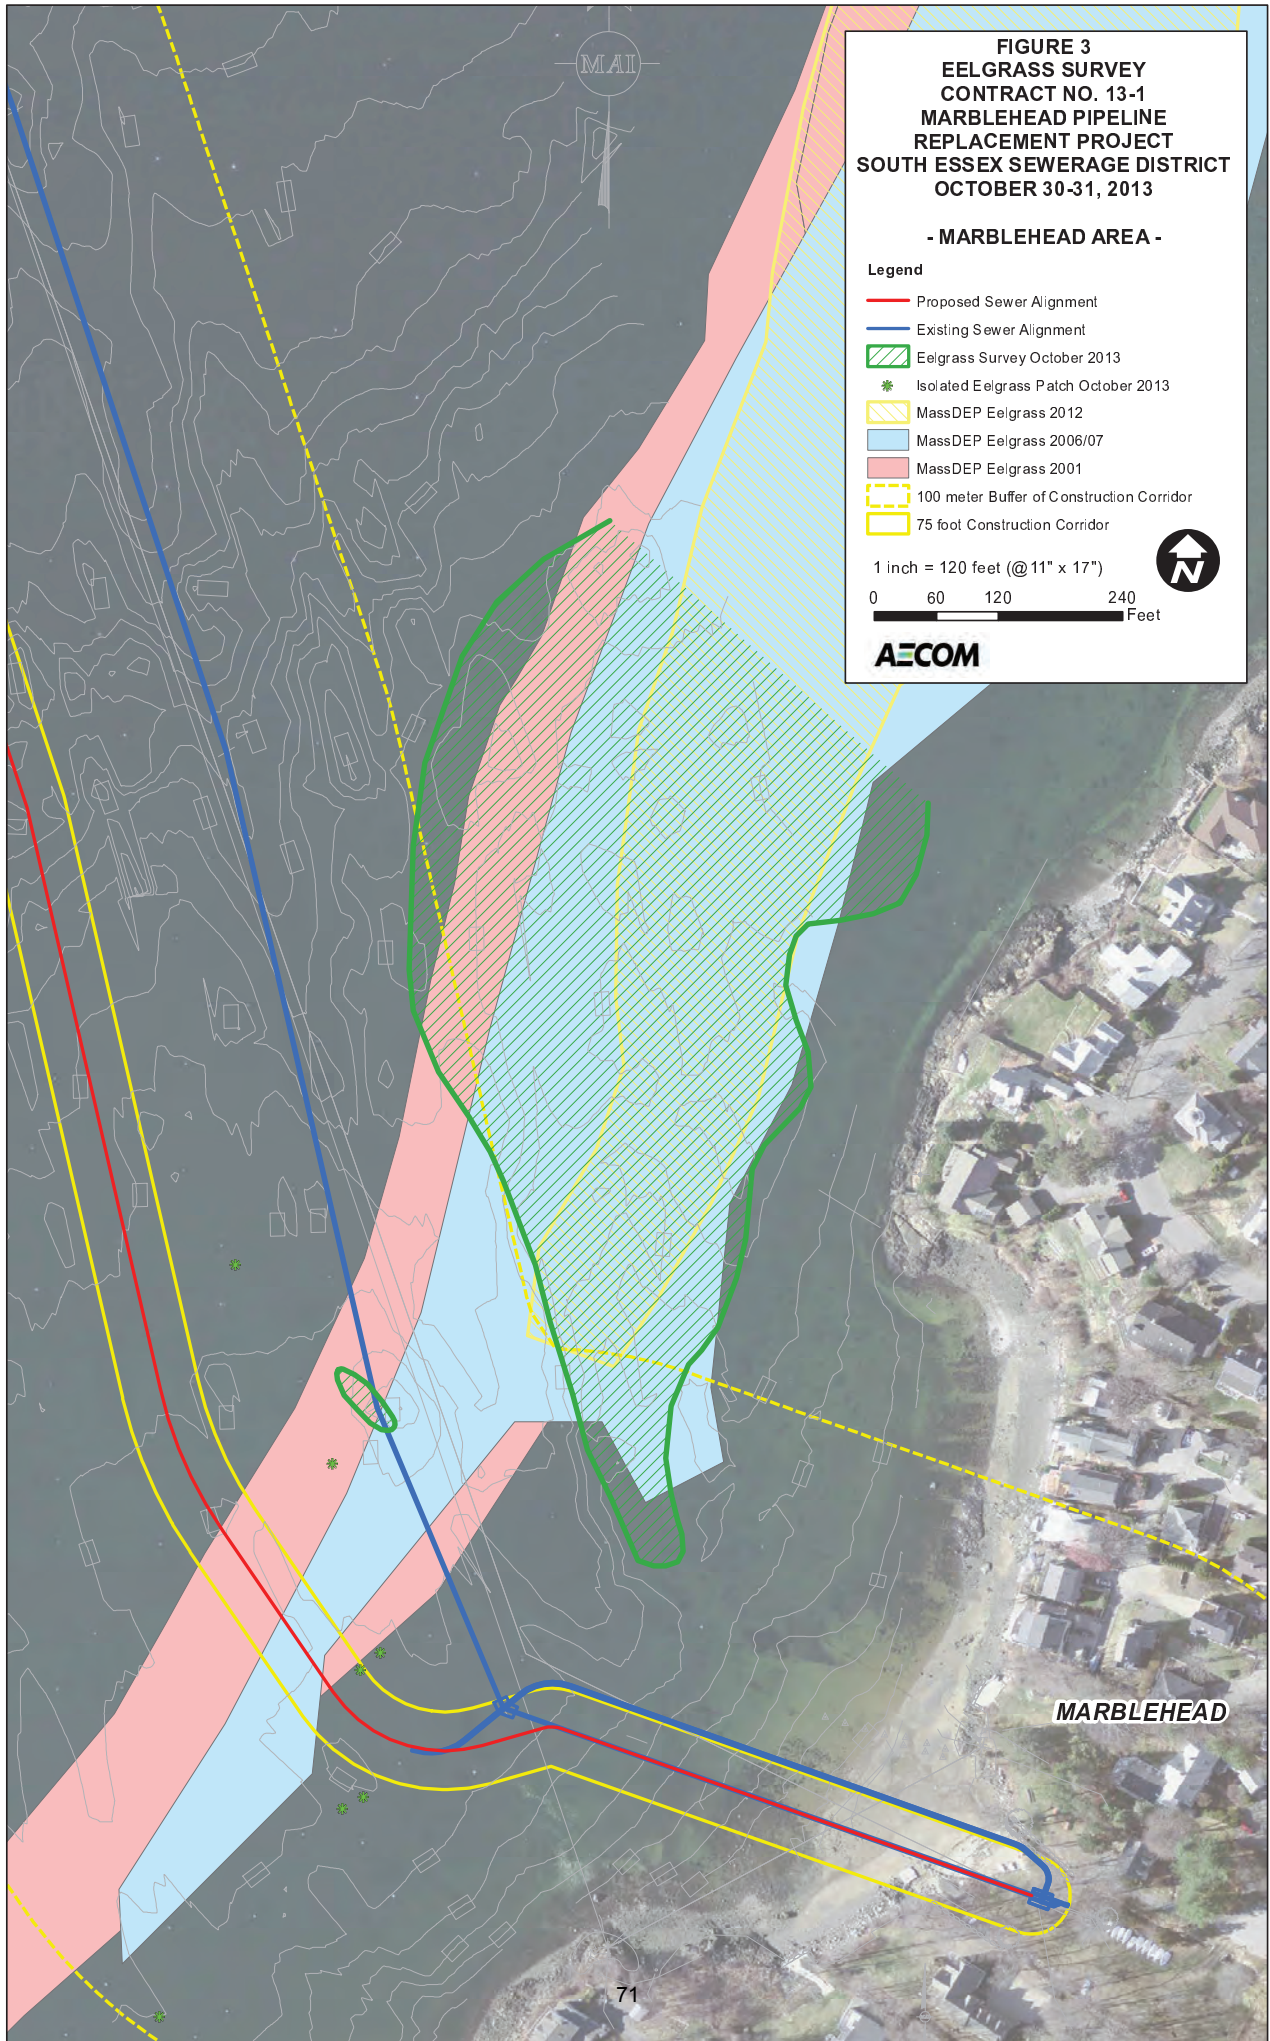 MAI
FIGURE 3
EELGRASS SURVEY
CONTRACT NO. 13-1
MARBLEHEAD PIPELINE
REPLACEMENT PROJECT
SOUTH ESSEX SEWERAGE DISTRICT
OCTOBER 30-31, 2013
- MARBLEHEAD AREA -
Legend
Proposed Sewer Alignment
Existing Sewer Alignment
Eelgrass Survey October 2013
Isolated Eelgrass Patch October 2013
MassDEP Eelgrass 2012
MassDEP Eelgrass 2006/07
MassDEP Eelgrass 2001
100 meter Buffer of Construction Corridor
75 foot Construction Corridor
N
1 inch = 120 feet (@11" x 17")
0 60 120 240
Feet
AECOM
MARBLEHEAD
71